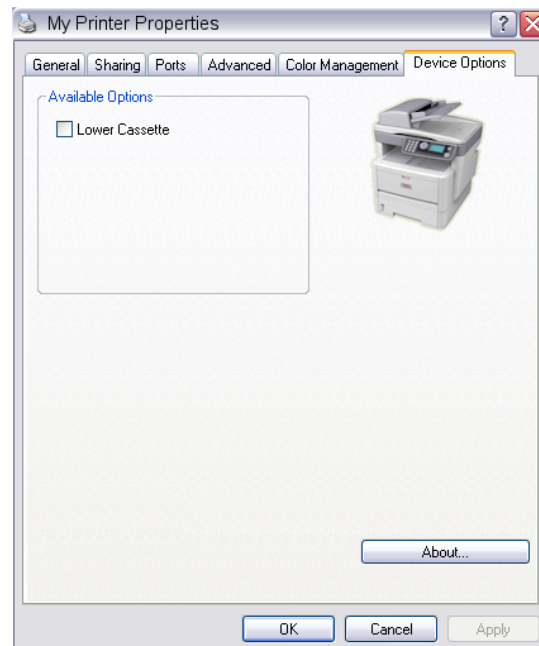 My Printer Properties
General Sharing Ports Advanced Color Management Device Options
Available Options
Lower Cassette
About...
OK Cancel Apply